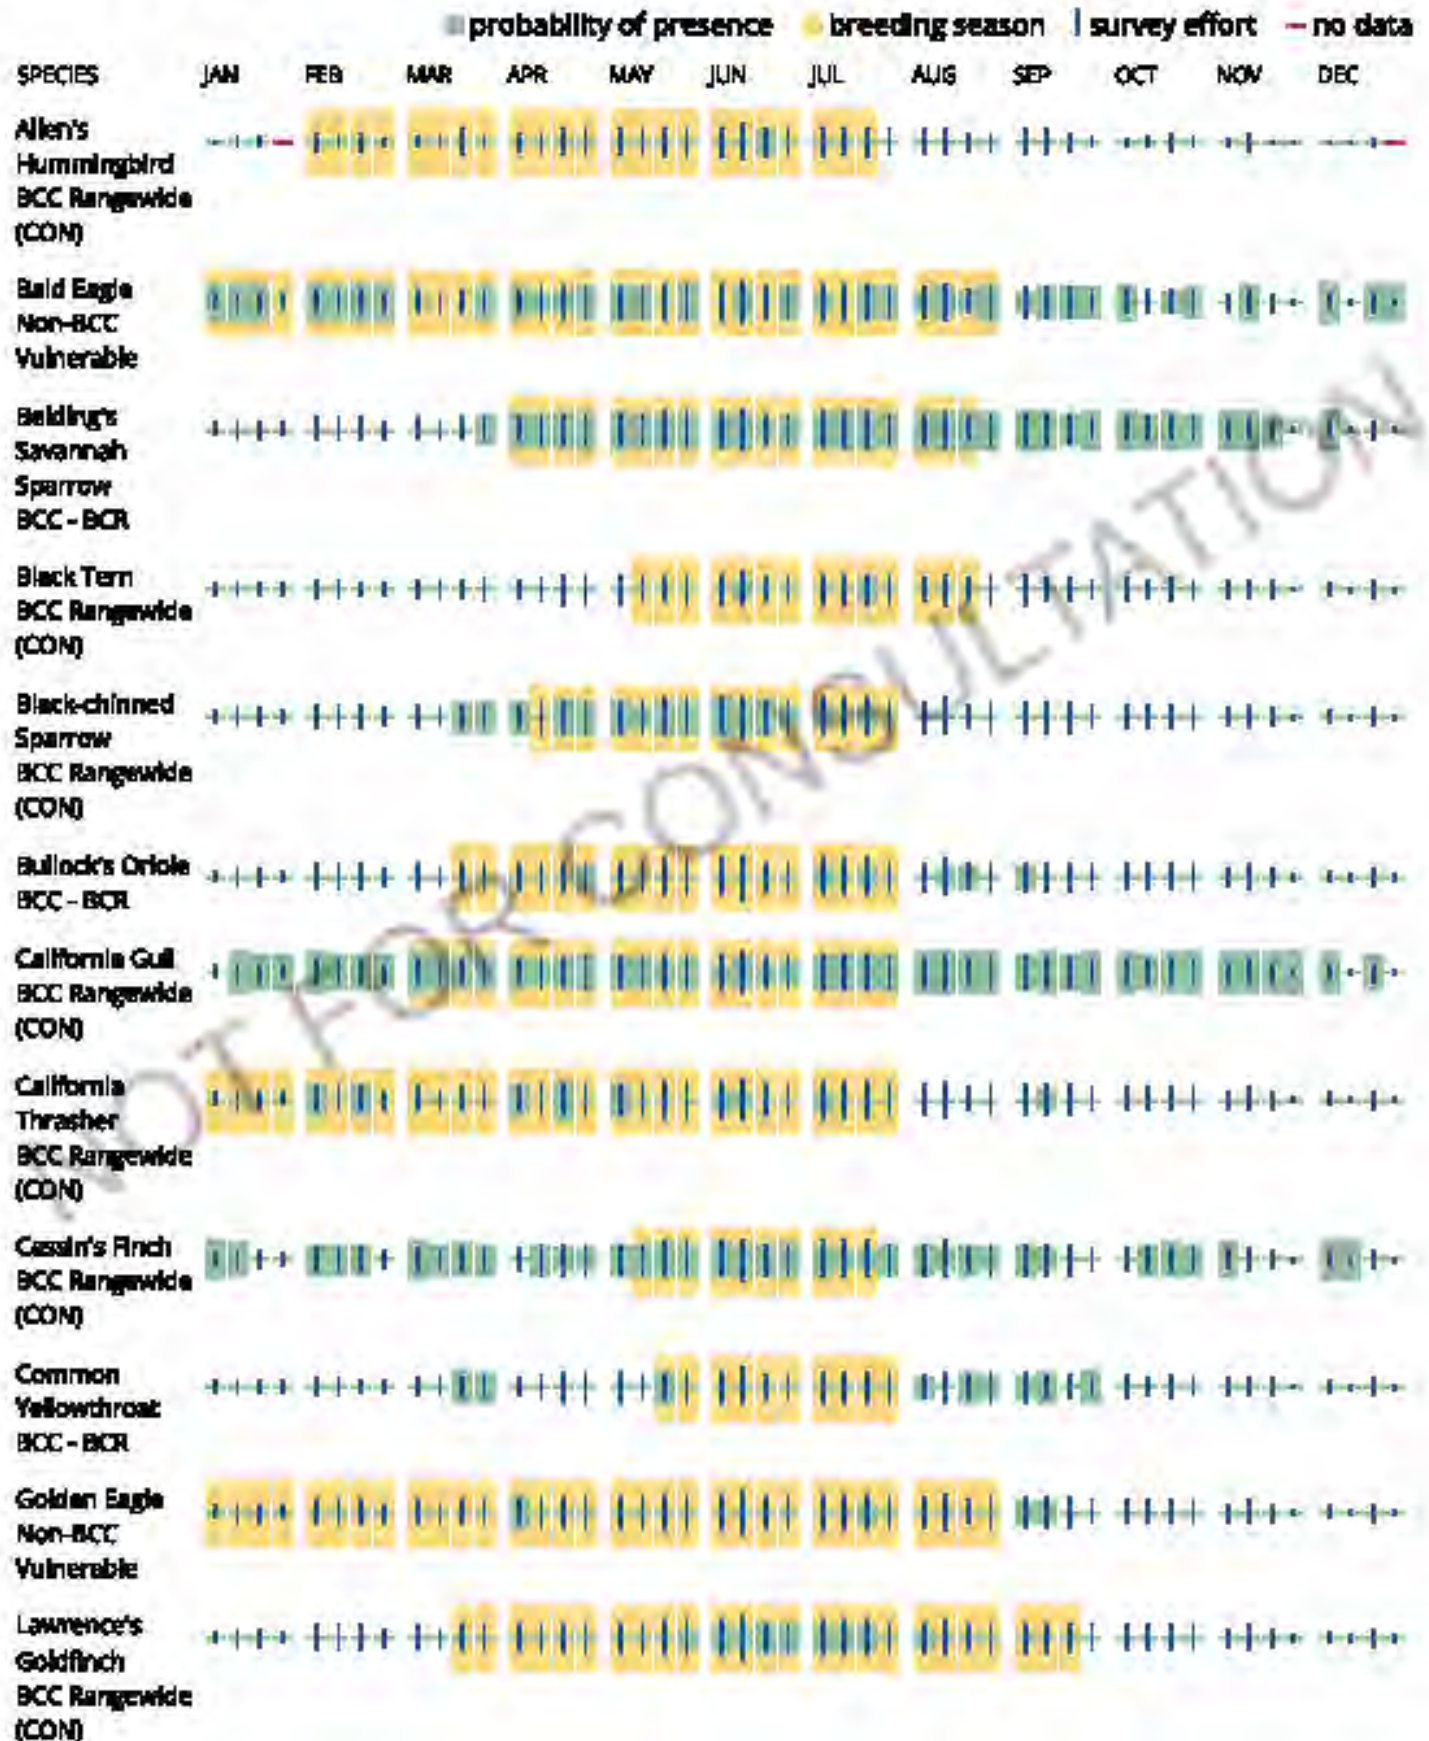 probability of presence breeding season survey effort no data
SPECIES JAN FEB MAR APR MAY JUN JUL AUG SEP OCT NOV DEC
Allen's
Hummingbird
BCC Rangewide
(CON)
Bald Eagle
Non-BCC
Vulnerable
Belding's
Savannah
Sparrow
BCC - BCR
Black Tern
BCC Rangewide
(CON)
Black-chinned
Sparrow
BCC Rangewide
(CON)
Bullock's Oriole
BCC - BCR
California Gull
BCC Rangewide
(CON)
California
Thrasher
BCC Rangewide
(CON)
Cassin's Finch
BCC Rangewide
(CON)
Common
Yellowthroat
BCC - BCR
Golden Eagle
Non-BCC
Vulnerable
Lawrence's
Goldfinch
BCC Rangewide
(CON)
NOT FOR CONSULTATION